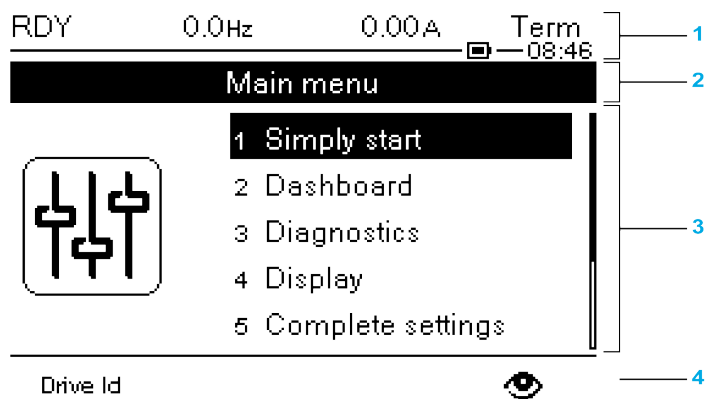 RDY 0.0Hz 0.00A Term
08:46
1
Main menu
2
1 Simply start
2 Dashboard
3 Diagnostics
3
4 Display
5 Complete settings
Drive Id
4